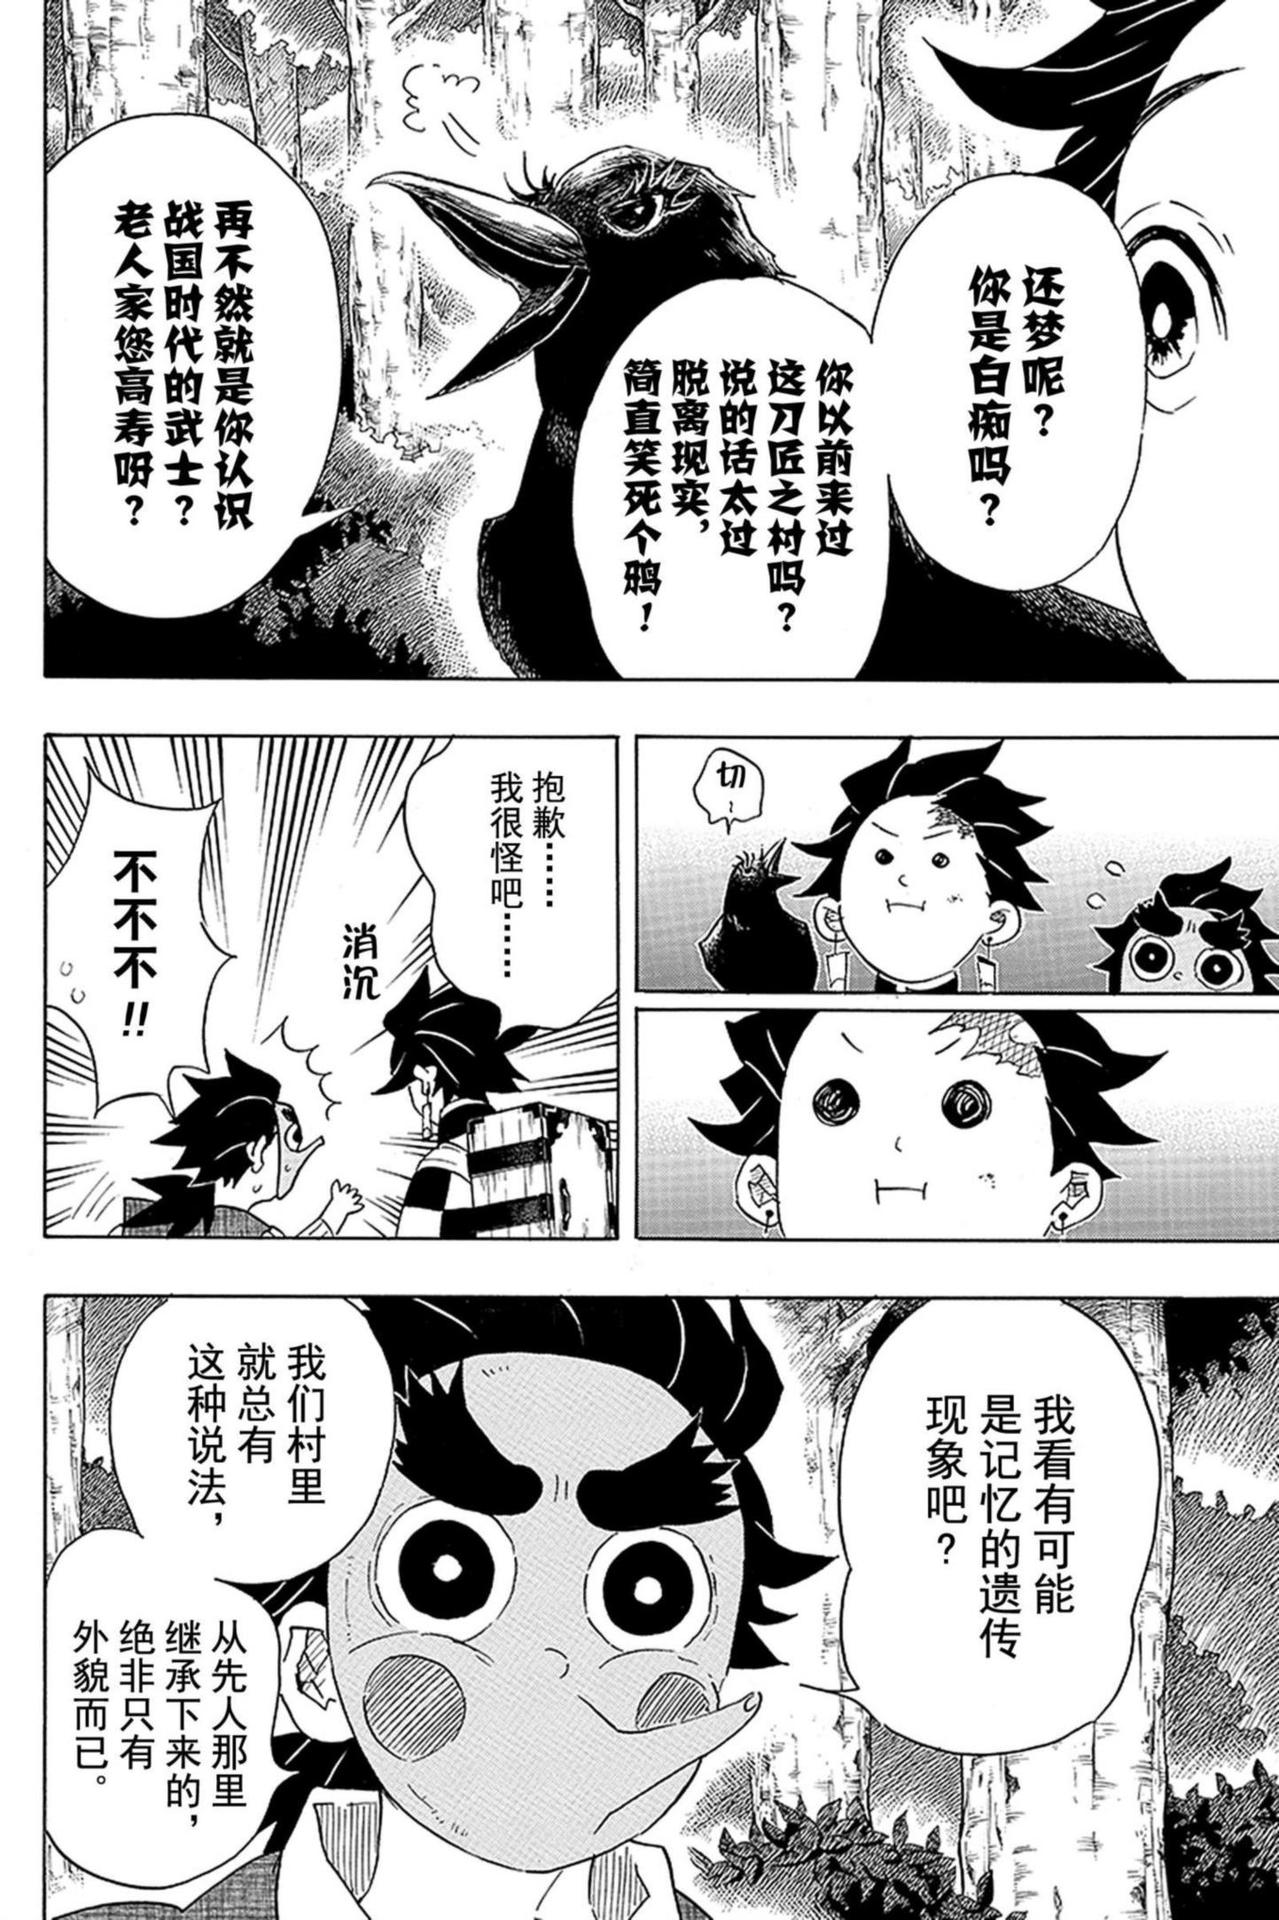 还梦呢？
你是白痴吗？
你以前来过
这刀匠之村吗？
说的话太过
脱离现实，
简直笑死个鸦！
再不然就是你认识
战国时代的武士？
老人家您高寿呀？
切~
抱歉……
我很怪吧……
消沉
不不不!!
我看有可能
是记忆的遗传
现象吧？
我们村里
就总有
这种说法，
从先人那里
继承下来的，
绝非只有
外貌而已。